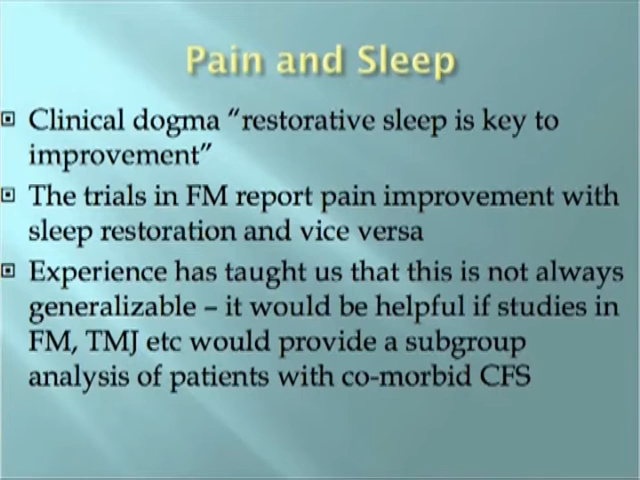 Pain and Sleep
Clinical dogma “restorative sleep is key to
improvement”
The trials in FM report pain improvement with
sleep restoration and vice versa
Experience has taught us that this is not always
generalizable – it would be helpful if studies in
FM, TMJ etc would provide a subgroup
analysis of patients with co-morbid CFS